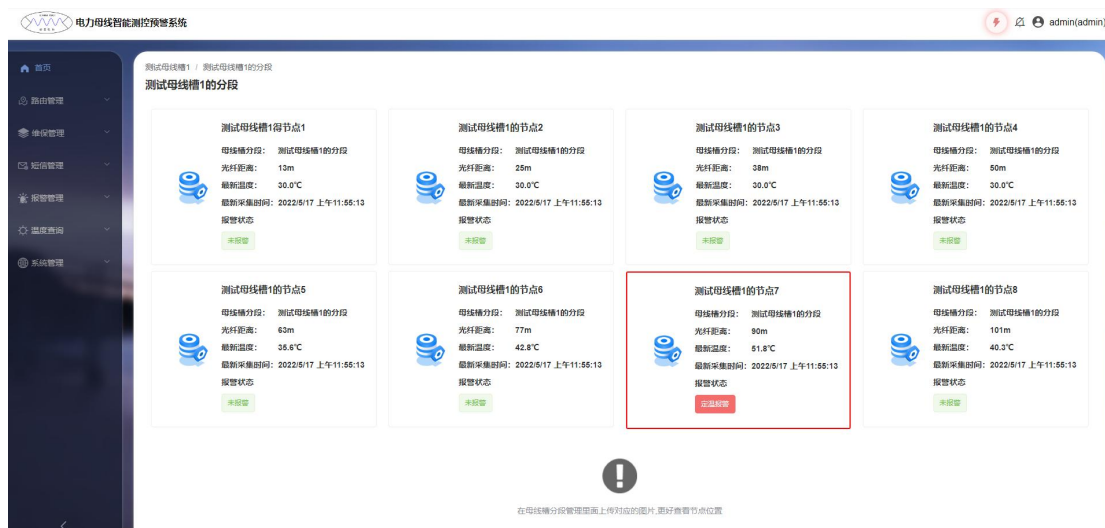 电力母线智能测控预警系统
admin(admin)
首页
路由管理
维保管理
短信管理
报警管理
温度查询
系统管理
测试母线槽1 / 测试母线槽1的分段
测试母线槽1的分段
测试母线槽1得节点1
母线槽分段: 测试母线槽1的分段
光纤距离: 13m
最新温度: 30.0℃
最新采集时间: 2022/5/17 上午11:55:13
报警状态
未报警
测试母线槽1的节点2
母线槽分段: 测试母线槽1的分段
光纤距离: 25m
最新温度: 30.0℃
最新采集时间: 2022/5/17 上午11:55:13
报警状态
未报警
测试母线槽1的节点3
母线槽分段: 测试母线槽1的分段
光纤距离: 38m
最新温度: 30.0℃
最新采集时间: 2022/5/17 上午11:55:13
报警状态
未报警
测试母线槽1的节点4
母线槽分段: 测试母线槽1的分段
光纤距离: 50m
最新温度: 30.0℃
最新采集时间: 2022/5/17 上午11:55:13
报警状态
未报警
测试母线槽1的节点5
母线槽分段: 测试母线槽1的分段
光纤距离: 63m
最新温度: 35.6℃
最新采集时间: 2022/5/17 上午11:55:13
报警状态
未报警
测试母线槽1的节点6
母线槽分段: 测试母线槽1的分段
光纤距离: 77m
最新温度: 42.8℃
最新采集时间: 2022/5/17 上午11:55:13
报警状态
未报警
测试母线槽1的节点7
母线槽分段: 测试母线槽1的分段
光纤距离: 90m
最新温度: 51.8℃
最新采集时间: 2022/5/17 上午11:55:13
报警状态
定温报警
测试母线槽1的节点8
母线槽分段: 测试母线槽1的分段
光纤距离: 101m
最新温度: 40.3℃
最新采集时间: 2022/5/17 上午11:55:13
报警状态
未报警
在母线槽分段管理里面上传对应的图片,更好查看节点位置